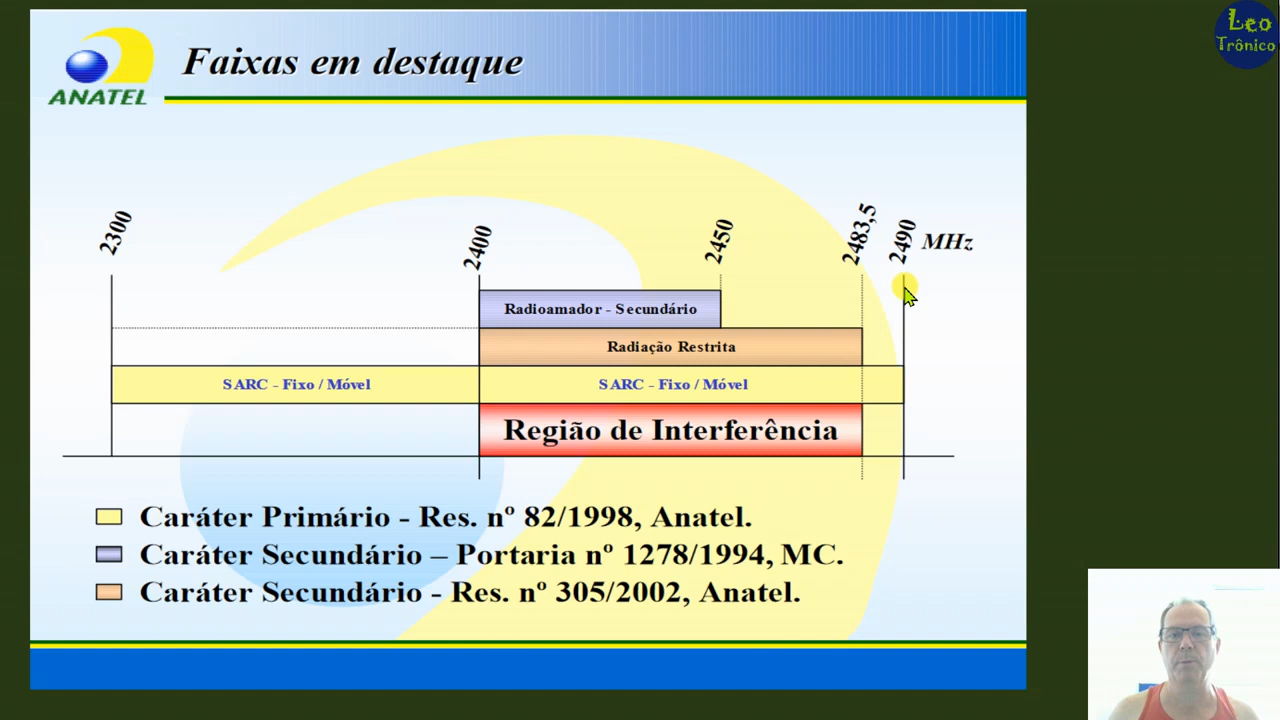 Leo
Trônico
Faixas em destaque
ANATEL
2300
2400
2450
2483,5
2490
MHz
Radioamador - Secundário
Radiação Restrita
SARC - Fixo / Móvel
SARC - Fixo / Móvel
Região de Interferência
Caráter Primário - Res. nº 82/1998, Anatel.
Caráter Secundário – Portaria nº 1278/1994, MC.
Caráter Secundário - Res. nº 305/2002, Anatel.